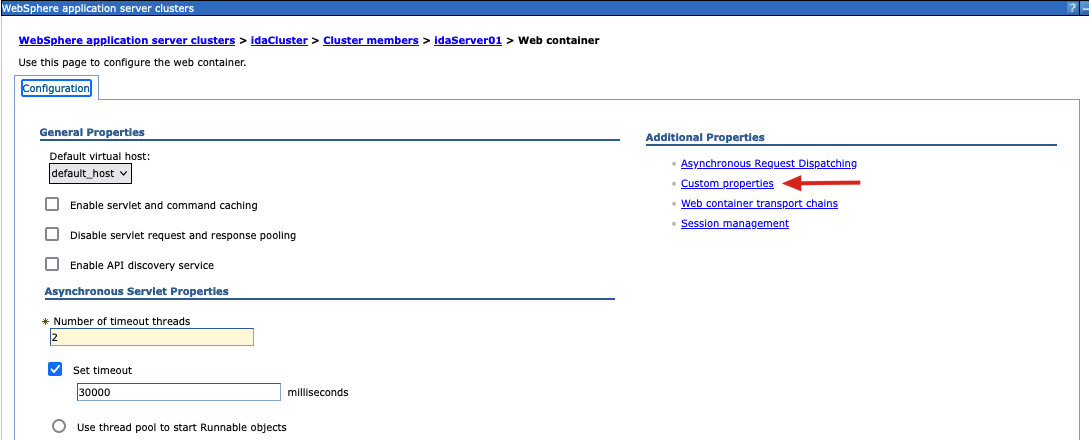 WebSphere application server clusters
?
WebSphere application server clusters > idaCluster > Cluster members > idaServer01 > Web container
Use this page to configure the web container.
Configuration
General Properties
Default virtual host:
default_host
Enable servlet and command caching
Disable servlet request and response pooling
Enable API discovery service
Asynchronous Servlet Properties
* Number of timeout threads
2
Set timeout
30000 milliseconds
Use thread pool to start Runnable objects
Additional Properties
Asynchronous Request Dispatching
Custom properties
Web container transport chains
Session management